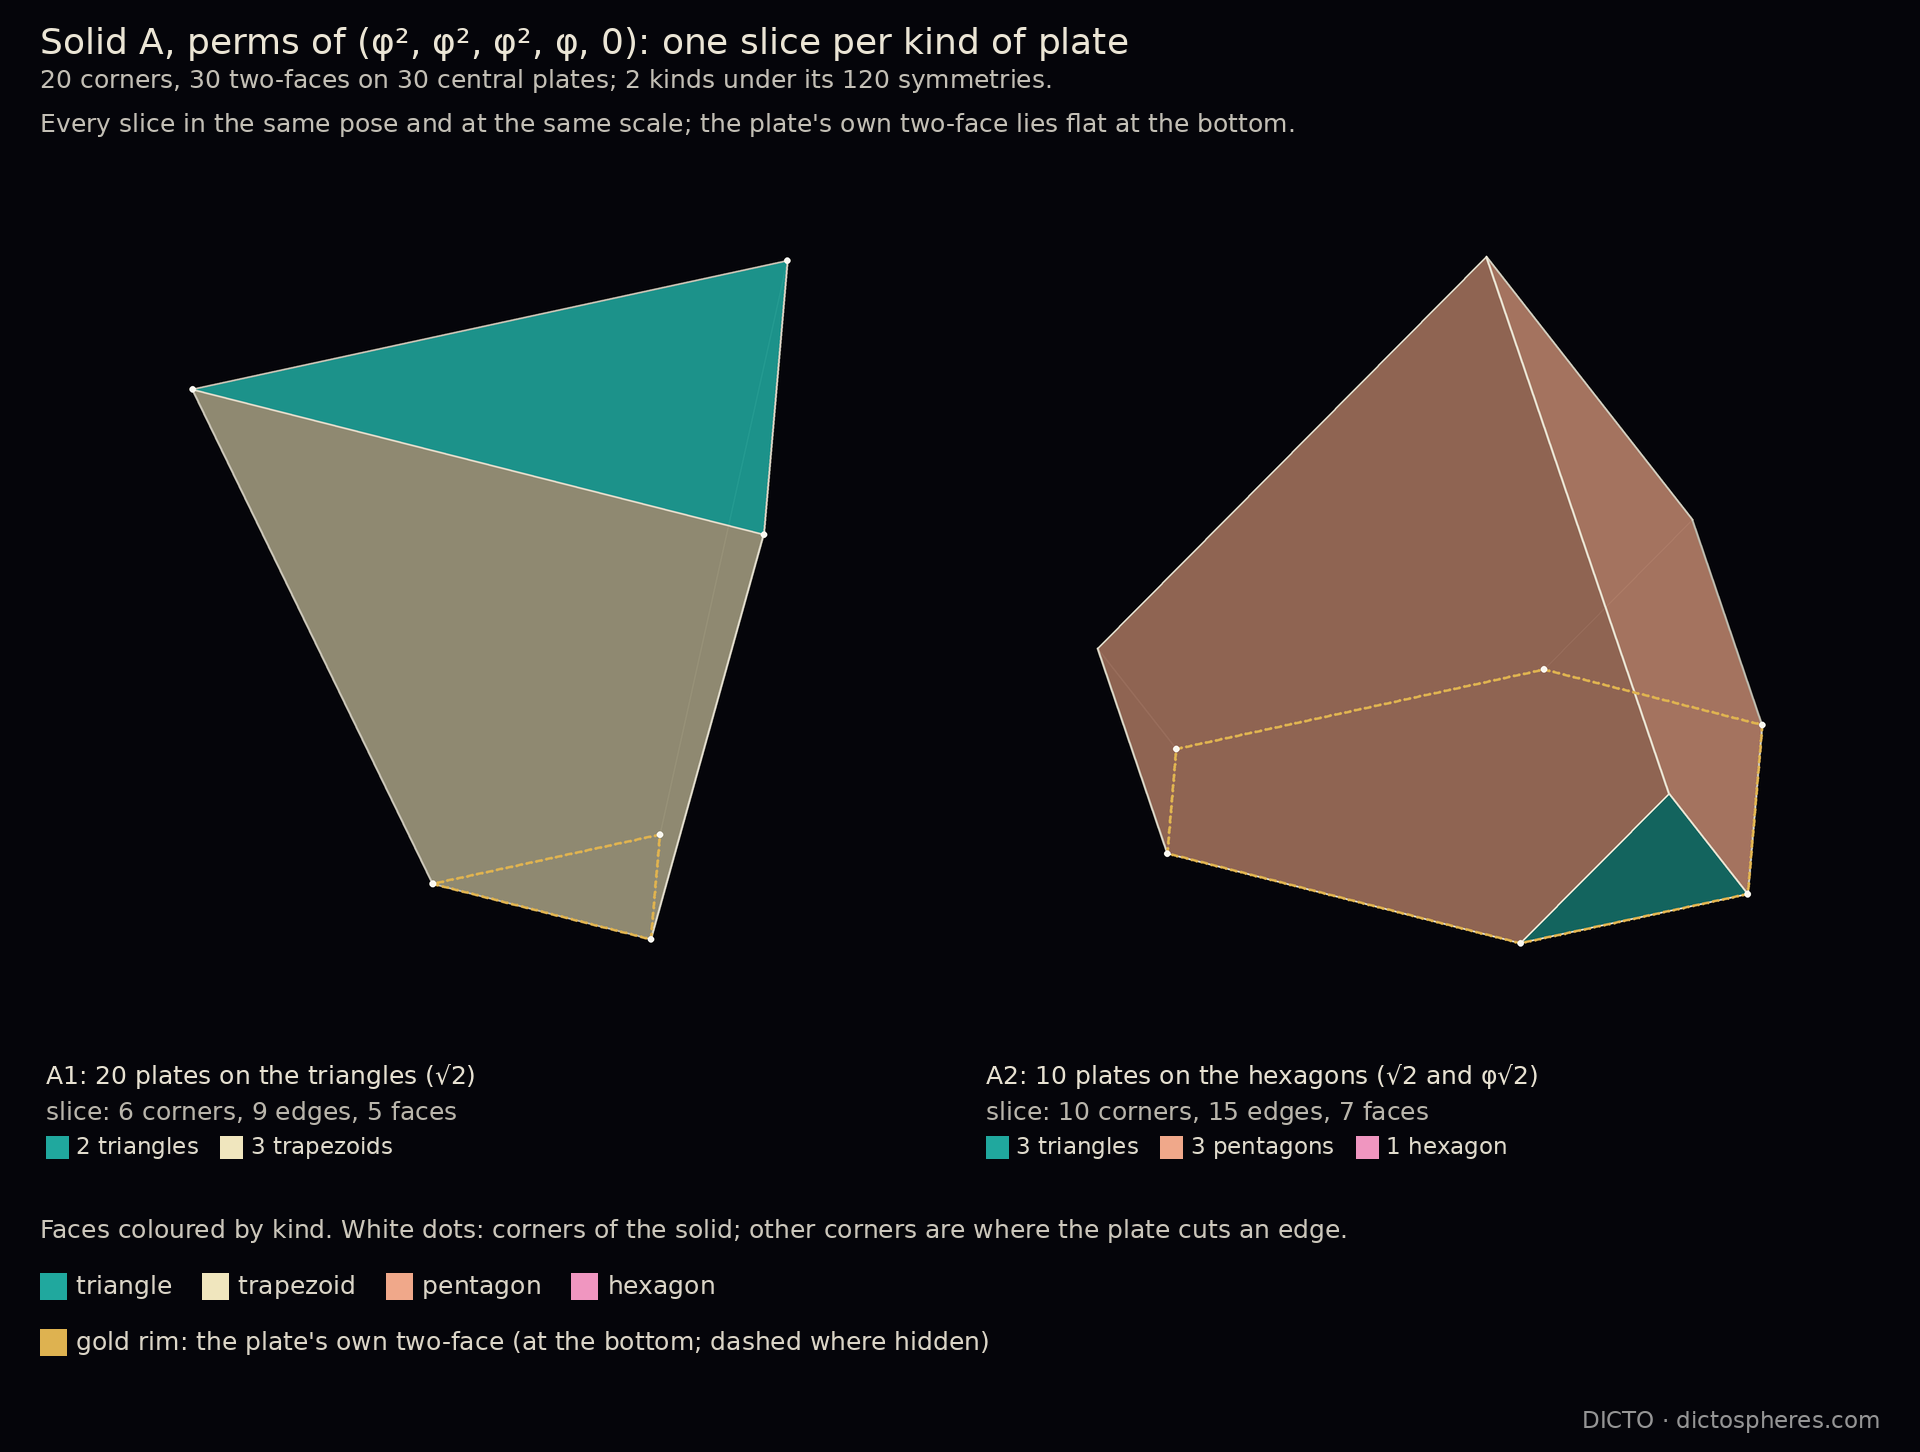 Solid A, perms of (φ², φ², φ², φ, 0): one slice per kind of plate
20 corners, 30 two-faces on 30 central plates; 2 kinds under its 120 symmetries.
Every slice in the same pose and at the same scale; the plate's own two-face lies flat at the bottom.
A1: 20 plates on the triangles (√2)
slice: 6 corners, 9 edges, 5 faces
2 triangles 3 trapezoids
A2: 10 plates on the hexagons (√2 and φ√2)
slice: 10 corners, 15 edges, 7 faces
3 triangles 3 pentagons 1 hexagon
Faces coloured by kind. White dots: corners of the solid; other corners are where the plate cuts an edge.
triangle trapezoid pentagon hexagon
gold rim: the plate's own two-face (at the bottom; dashed where hidden)
DICTO · dictospheres.com